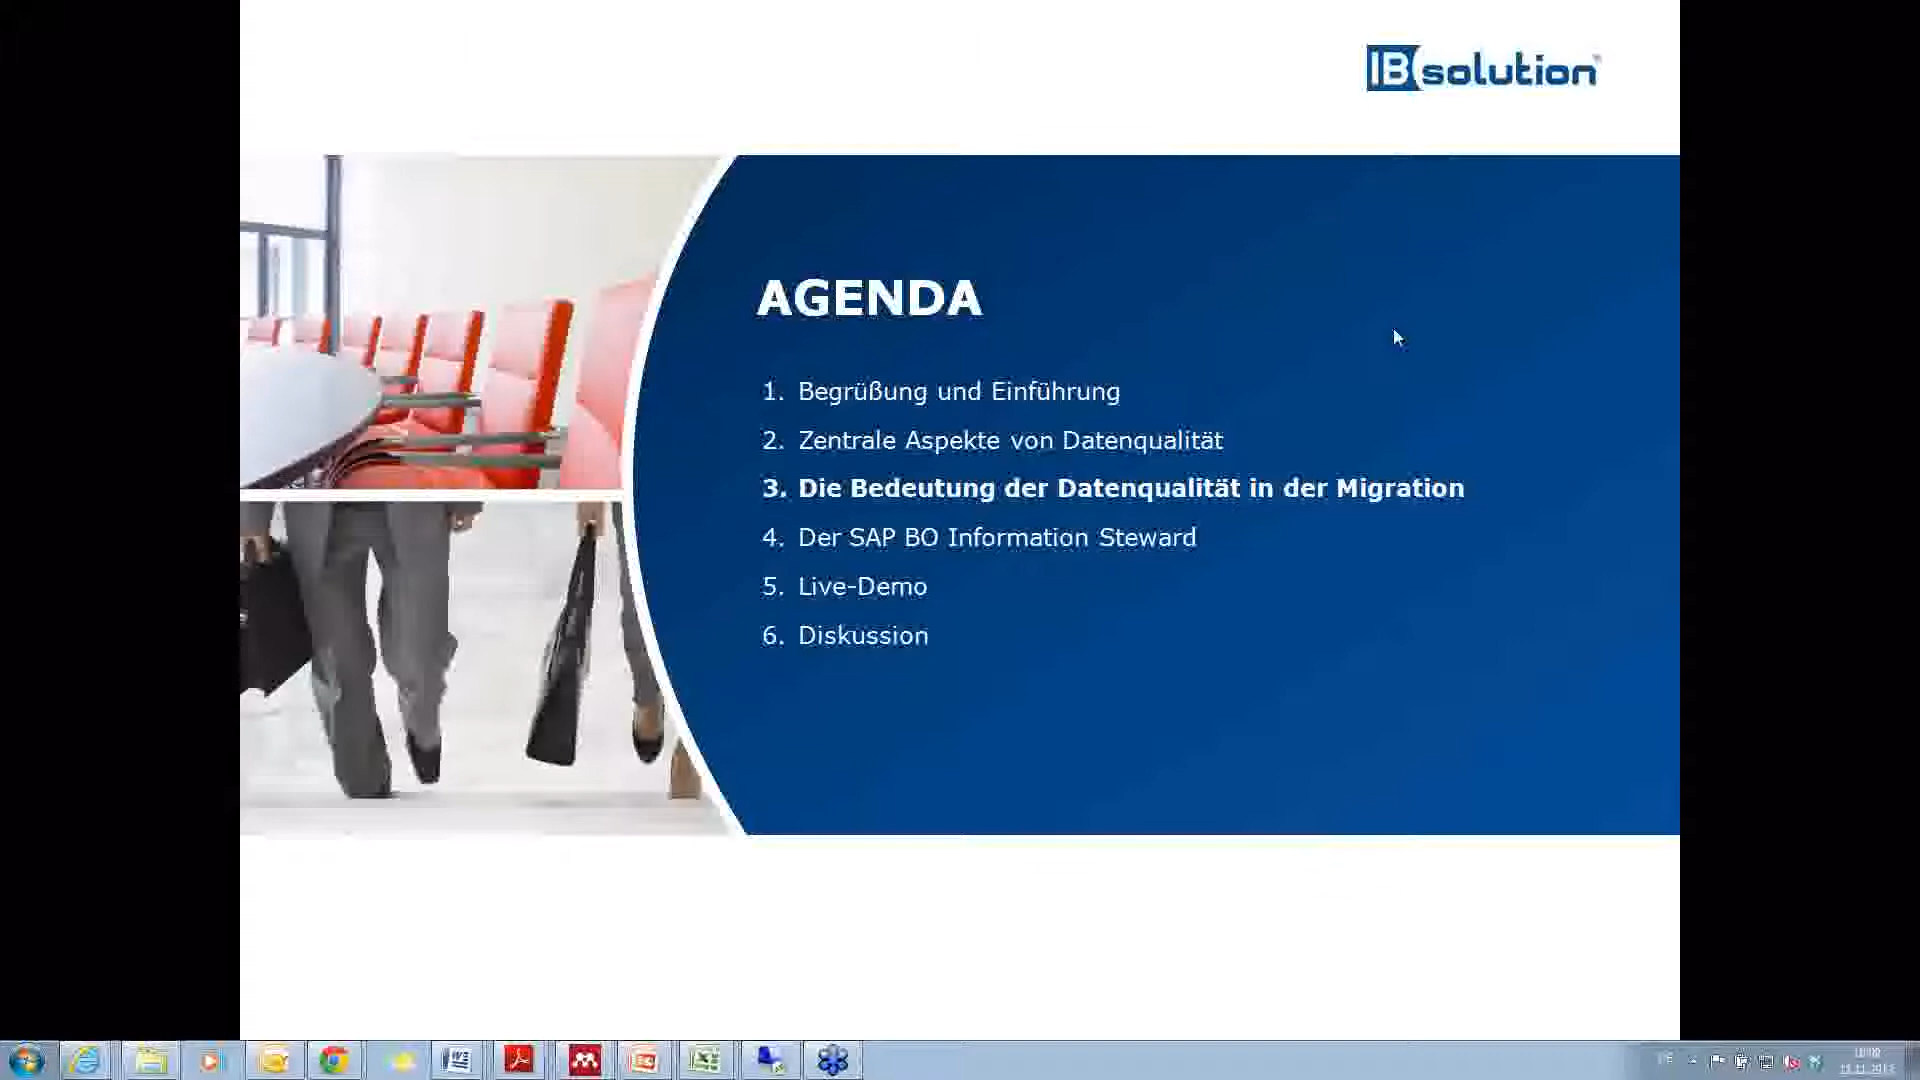 IBsolution
AGENDA
1. Begrüßung und Einführung
2. Zentrale Aspekte von Datenqualität
3. Die Bedeutung der Datenqualität in der Migration
4. Der SAP BO Information Steward
5. Live-Demo
6. Diskussion
DE